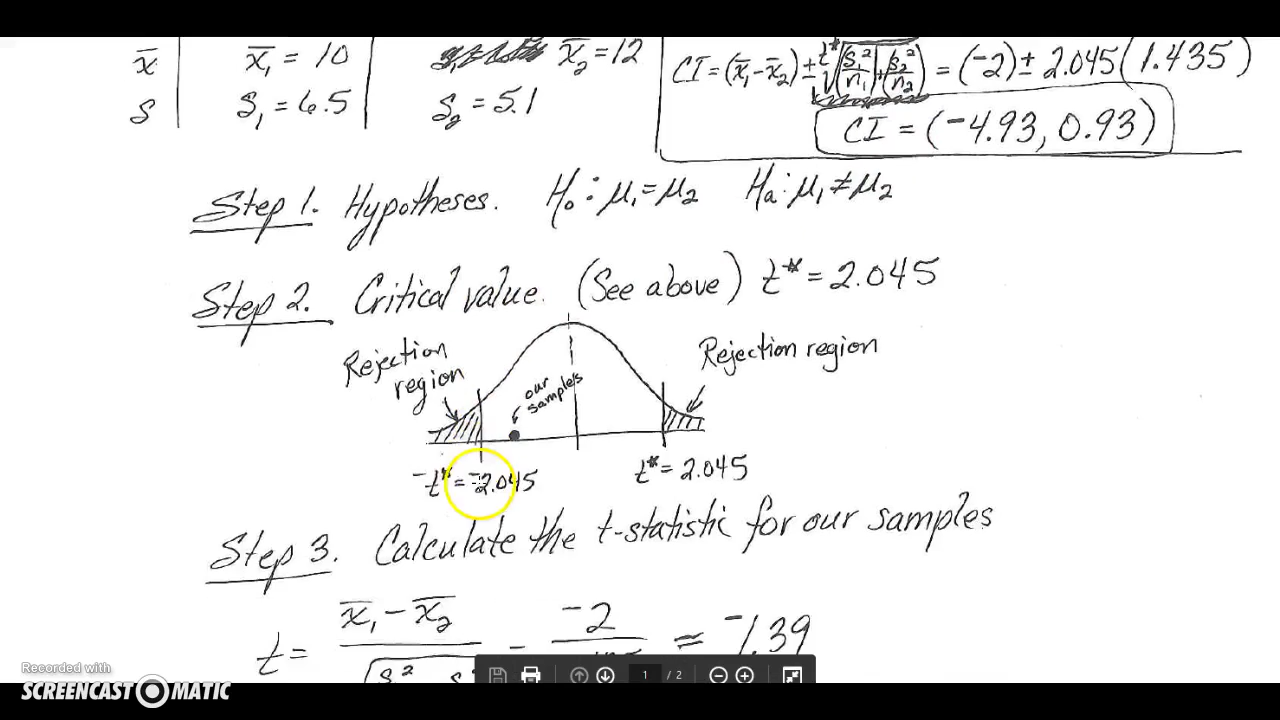 x̄ x̄₁ = 10 x̄₂ = 12
S S₁ = 6.5 S₂ = 5.1
CI = (x̄₁ - x̄₂) ± t* √(S₁²/n₁ + S₂²/n₂) = (⁻2) ± 2.045(1.435)
CI = (⁻4.93, 0.93)
Step 1. Hypotheses. H₀: μ₁ = μ₂ Hₐ: μ₁ ≠ μ₂
Step 2. Critical value. (See above) t* = 2.045
Rejection
region
our
samples
Rejection region
⁻t* = ⁻2.045 t* = 2.045
Step 3. Calculate the t-statistic for our samples
t = x̄₁ - x̄₂ = ⁻2 ≈ ⁻1.39
1 / 2
Recorded with
SCREENCAST-O-MATIC